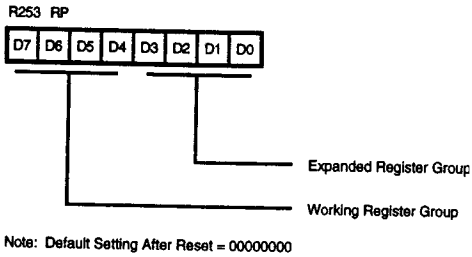 R253 RP
D7 D6 D5 D4 D3 D2 D1 D0
Expanded Register Group
Working Register Group
Note: Default Setting After Reset = 00000000